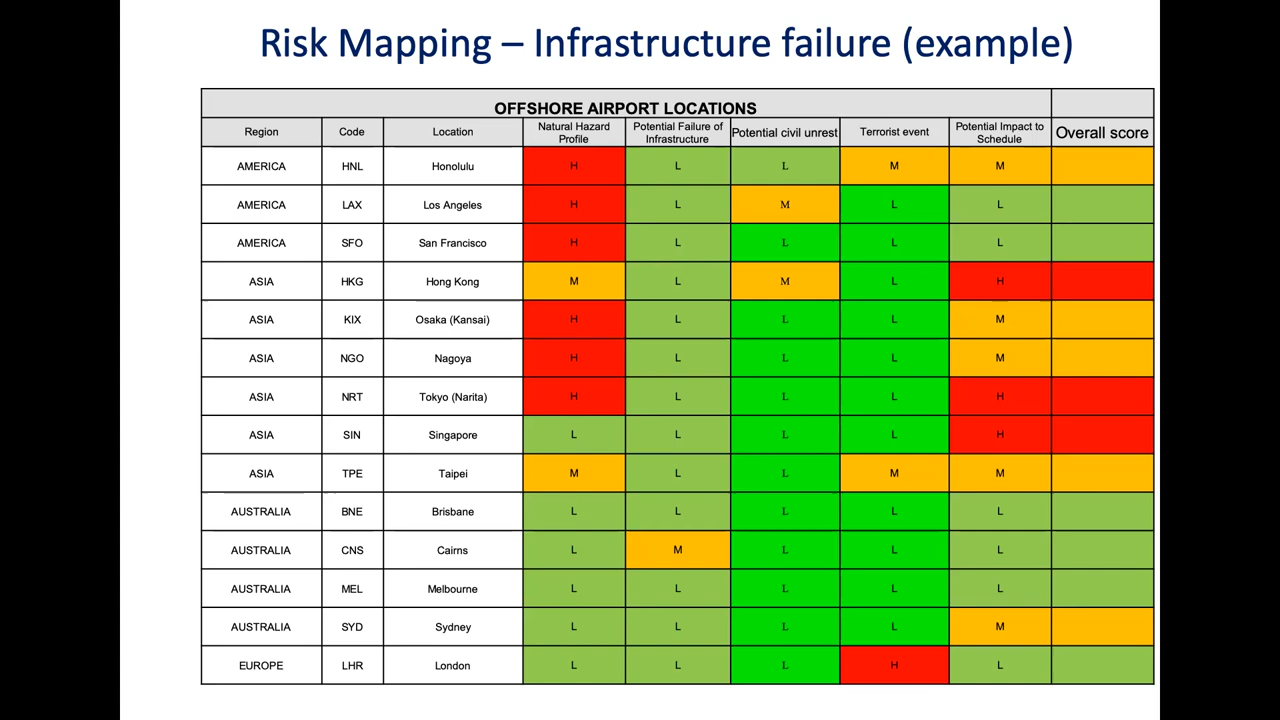 Risk Mapping – Infrastructure failure (example)
OFFSHORE AIRPORT LOCATIONS
Region Code Location Natural Hazard Profile Potential Failure of Infrastructure Potential civil unrest Terrorist event Potential Impact to Schedule Overall score
AMERICA HNL Honolulu H L L M M
AMERICA LAX Los Angeles H L M L L
AMERICA SFO San Francisco H L L L L
ASIA HKG Hong Kong M L M L H
ASIA KIX Osaka (Kansai) H L L L M
ASIA NGO Nagoya H L L L M
ASIA NRT Tokyo (Narita) H L L L H
ASIA SIN Singapore L L L L H
ASIA TPE Taipei M L L M M
AUSTRALIA BNE Brisbane L L L L L
AUSTRALIA CNS Cairns L M L L L
AUSTRALIA MEL Melbourne L L L L L
AUSTRALIA SYD Sydney L L L L M
EUROPE LHR London L L L H L